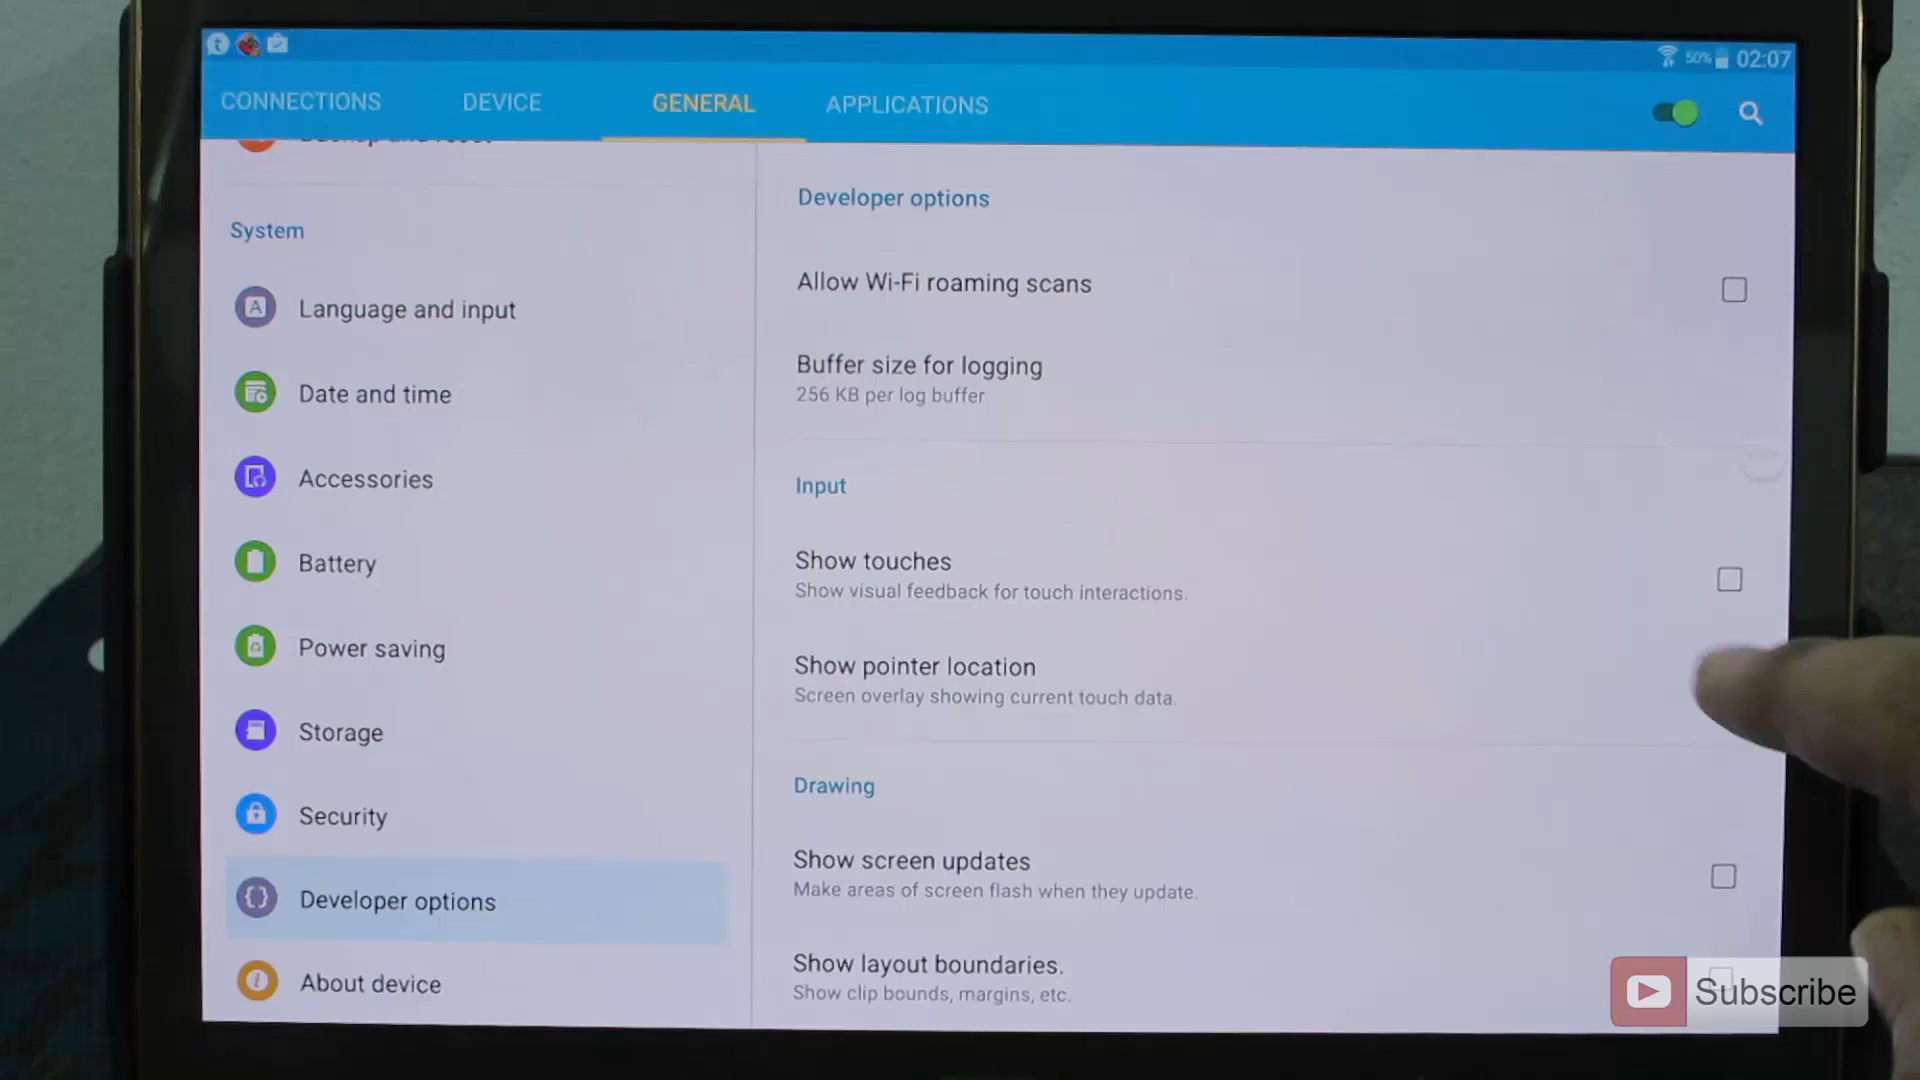 50% 02:07
CONNECTIONS DEVICE GENERAL APPLICATIONS
Backup and reset
System
Language and input
Date and time
Accessories
Battery
Power saving
Storage
Security
Developer options
About device
Developer options
Allow Wi-Fi roaming scans
Buffer size for logging
256 KB per log buffer
Input
Show touches
Show visual feedback for touch interactions.
Show pointer location
Screen overlay showing current touch data.
Drawing
Show screen updates
Make areas of screen flash when they update.
Show layout boundaries.
Show clip bounds, margins, etc.
Subscribe